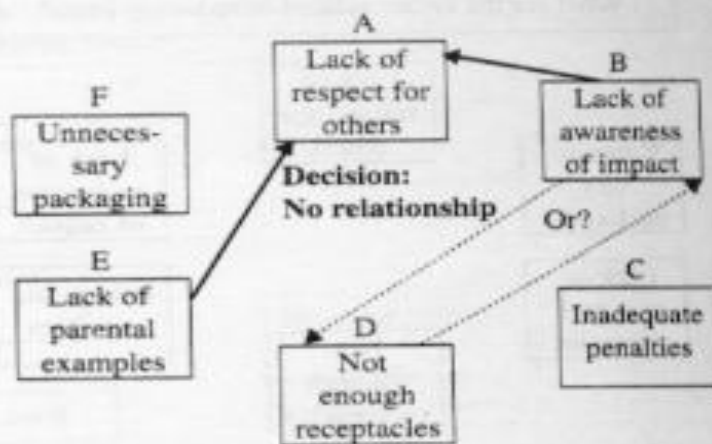 A
Lack of
respect for
others
B
Lack of
awareness
of impact
F
Unneces-
sary
packaging
Decision:
No relationship
Or?
E
Lack of
parental
examples
C
Inadequate
penalties
D
Not
enough
receptacles